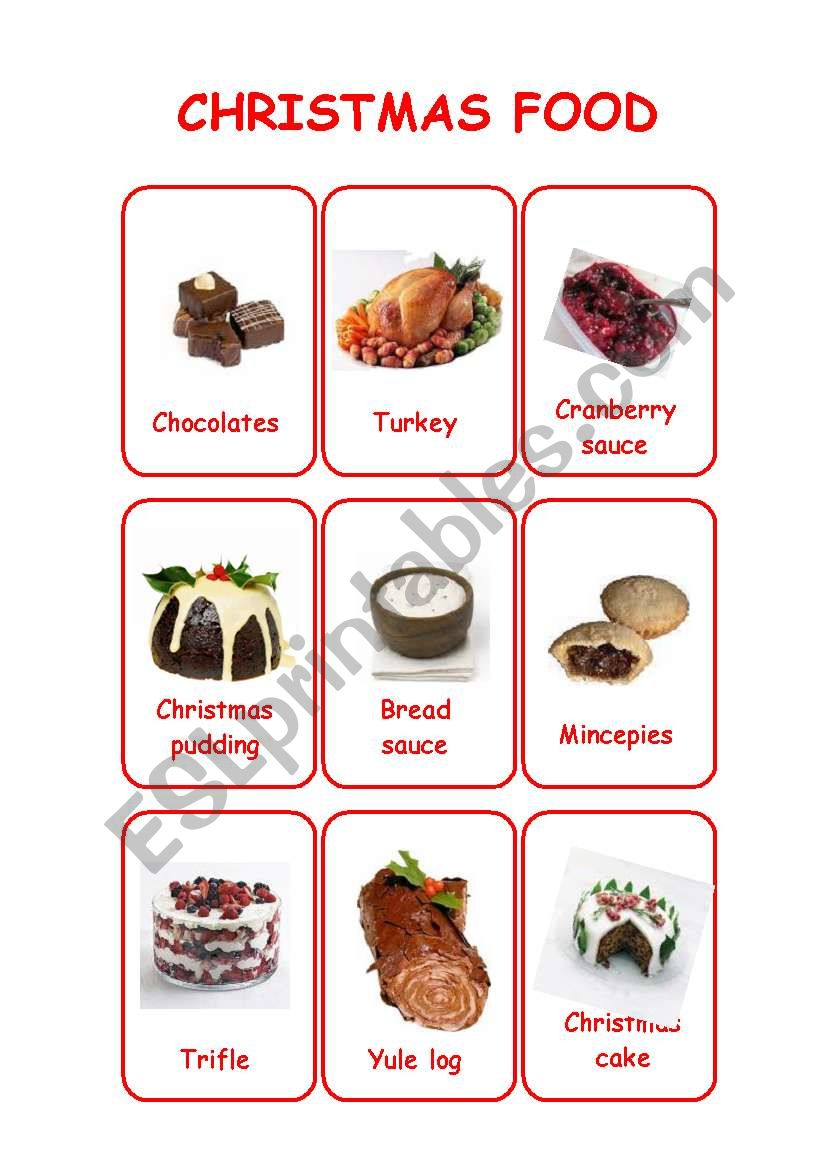 CHRISTMAS FOOD
Chocolates
Turkey
Cranberry
sauce
Christmas
pudding
Bread
sauce
Mincepies
Trifle
Yule log
Christmas
cake
ESLprintables.com